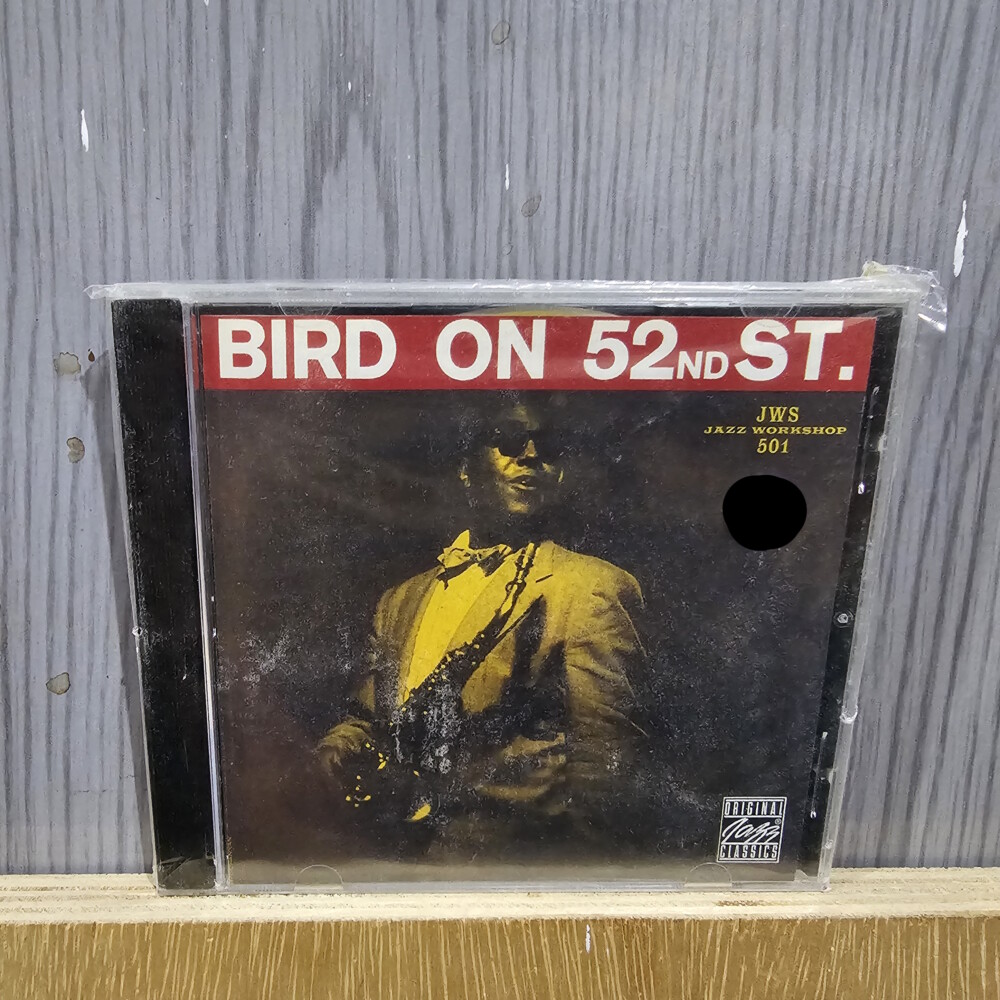 BIRD ON 52ND ST.
JWS
JAZZ WORKSHOP
501
ORIGINAL
Jazz®
CLASSICS